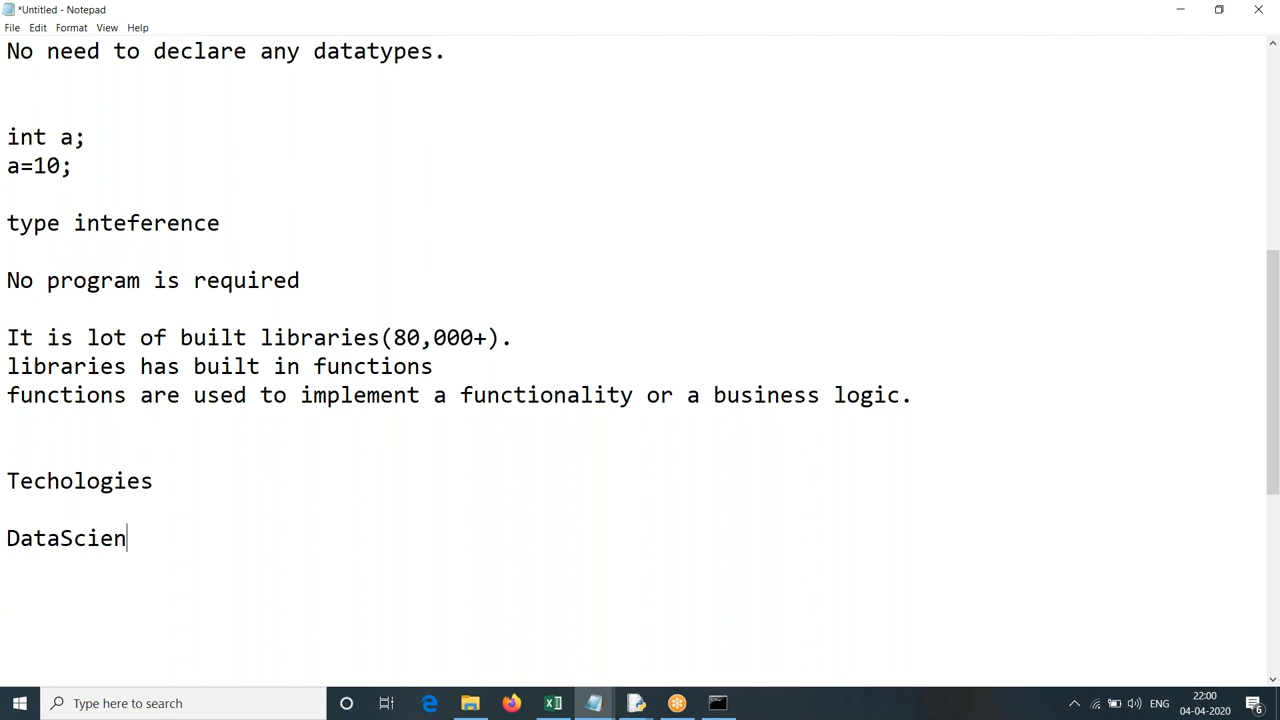 *Untitled - Notepad
File Edit Format View Help
No need to declare any datatypes.
int a;
a=10;
type inteference
No program is required
It is lot of built libraries(80,000+).
libraries has built in functions
functions are used to implement a functionality or a business logic.
Techologies
DataScien
Type here to search
ENG
22:00
04-04-2020
6